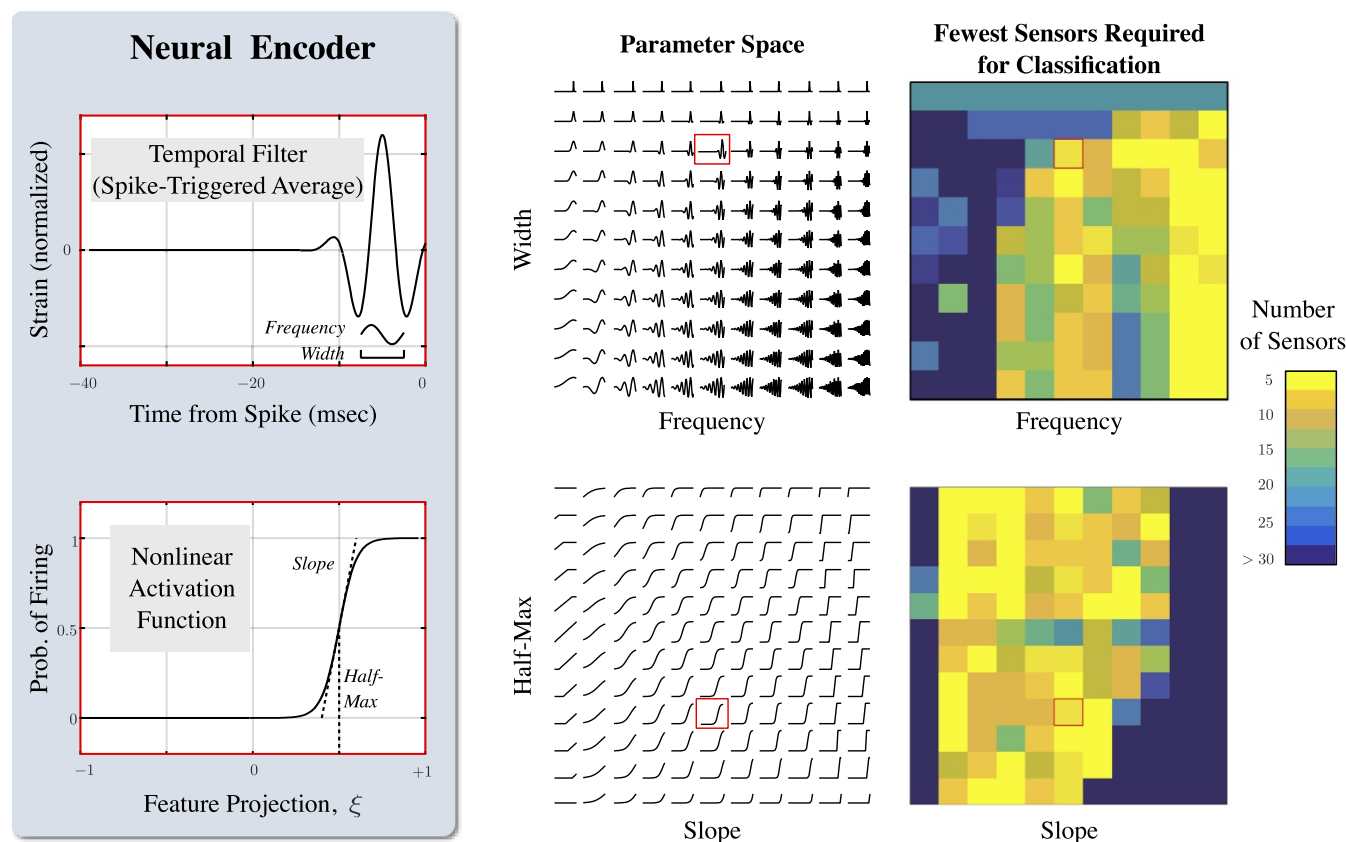 Neural Encoder
Temporal Filter
(Spike-Triggered Average)
Strain (normalized)
0
Frequency
Width
−40
−20
0
Time from Spike (msec)
Nonlinear
Activation
Function
Slope
Half-
Max
Prob. of Firing
1
0.5
0
−1
0
+1
Feature Projection, ξ
Parameter Space
Width
Frequency
Half-Max
Slope
Fewest Sensors Required
for Classification
Frequency
Slope
Number
of Sensors
5
10
15
20
25
> 30